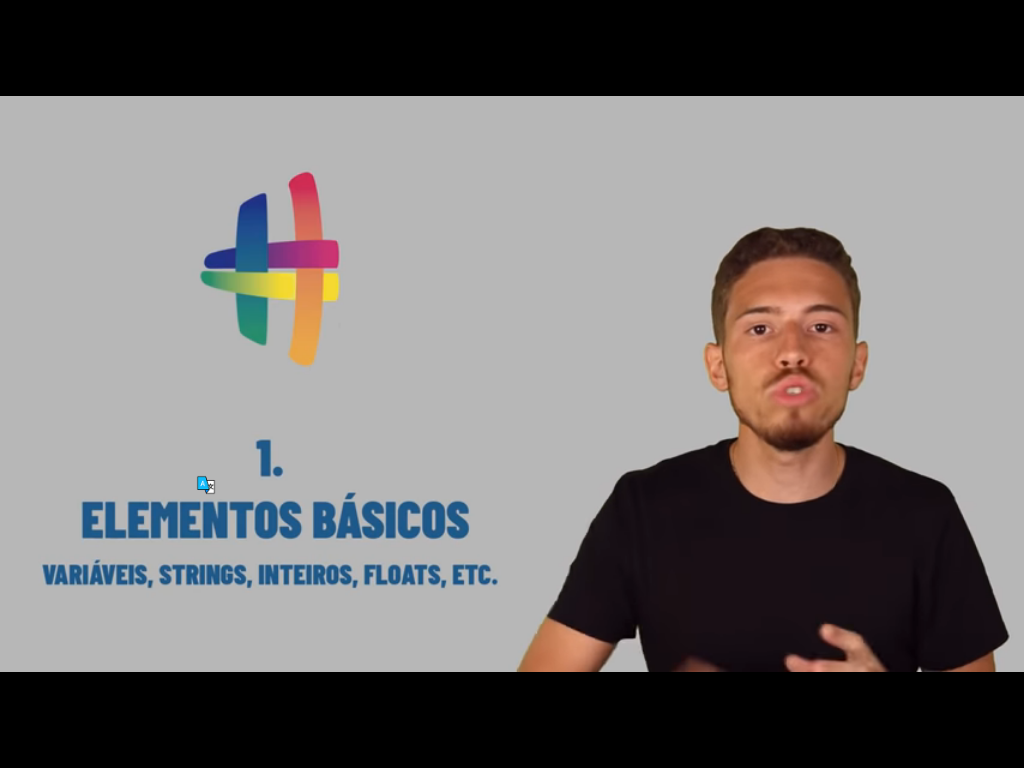 1.
ELEMENTOS BÁSICOS
VARIÁVEIS, STRINGS, INTEIROS, FLOATS, ETC.